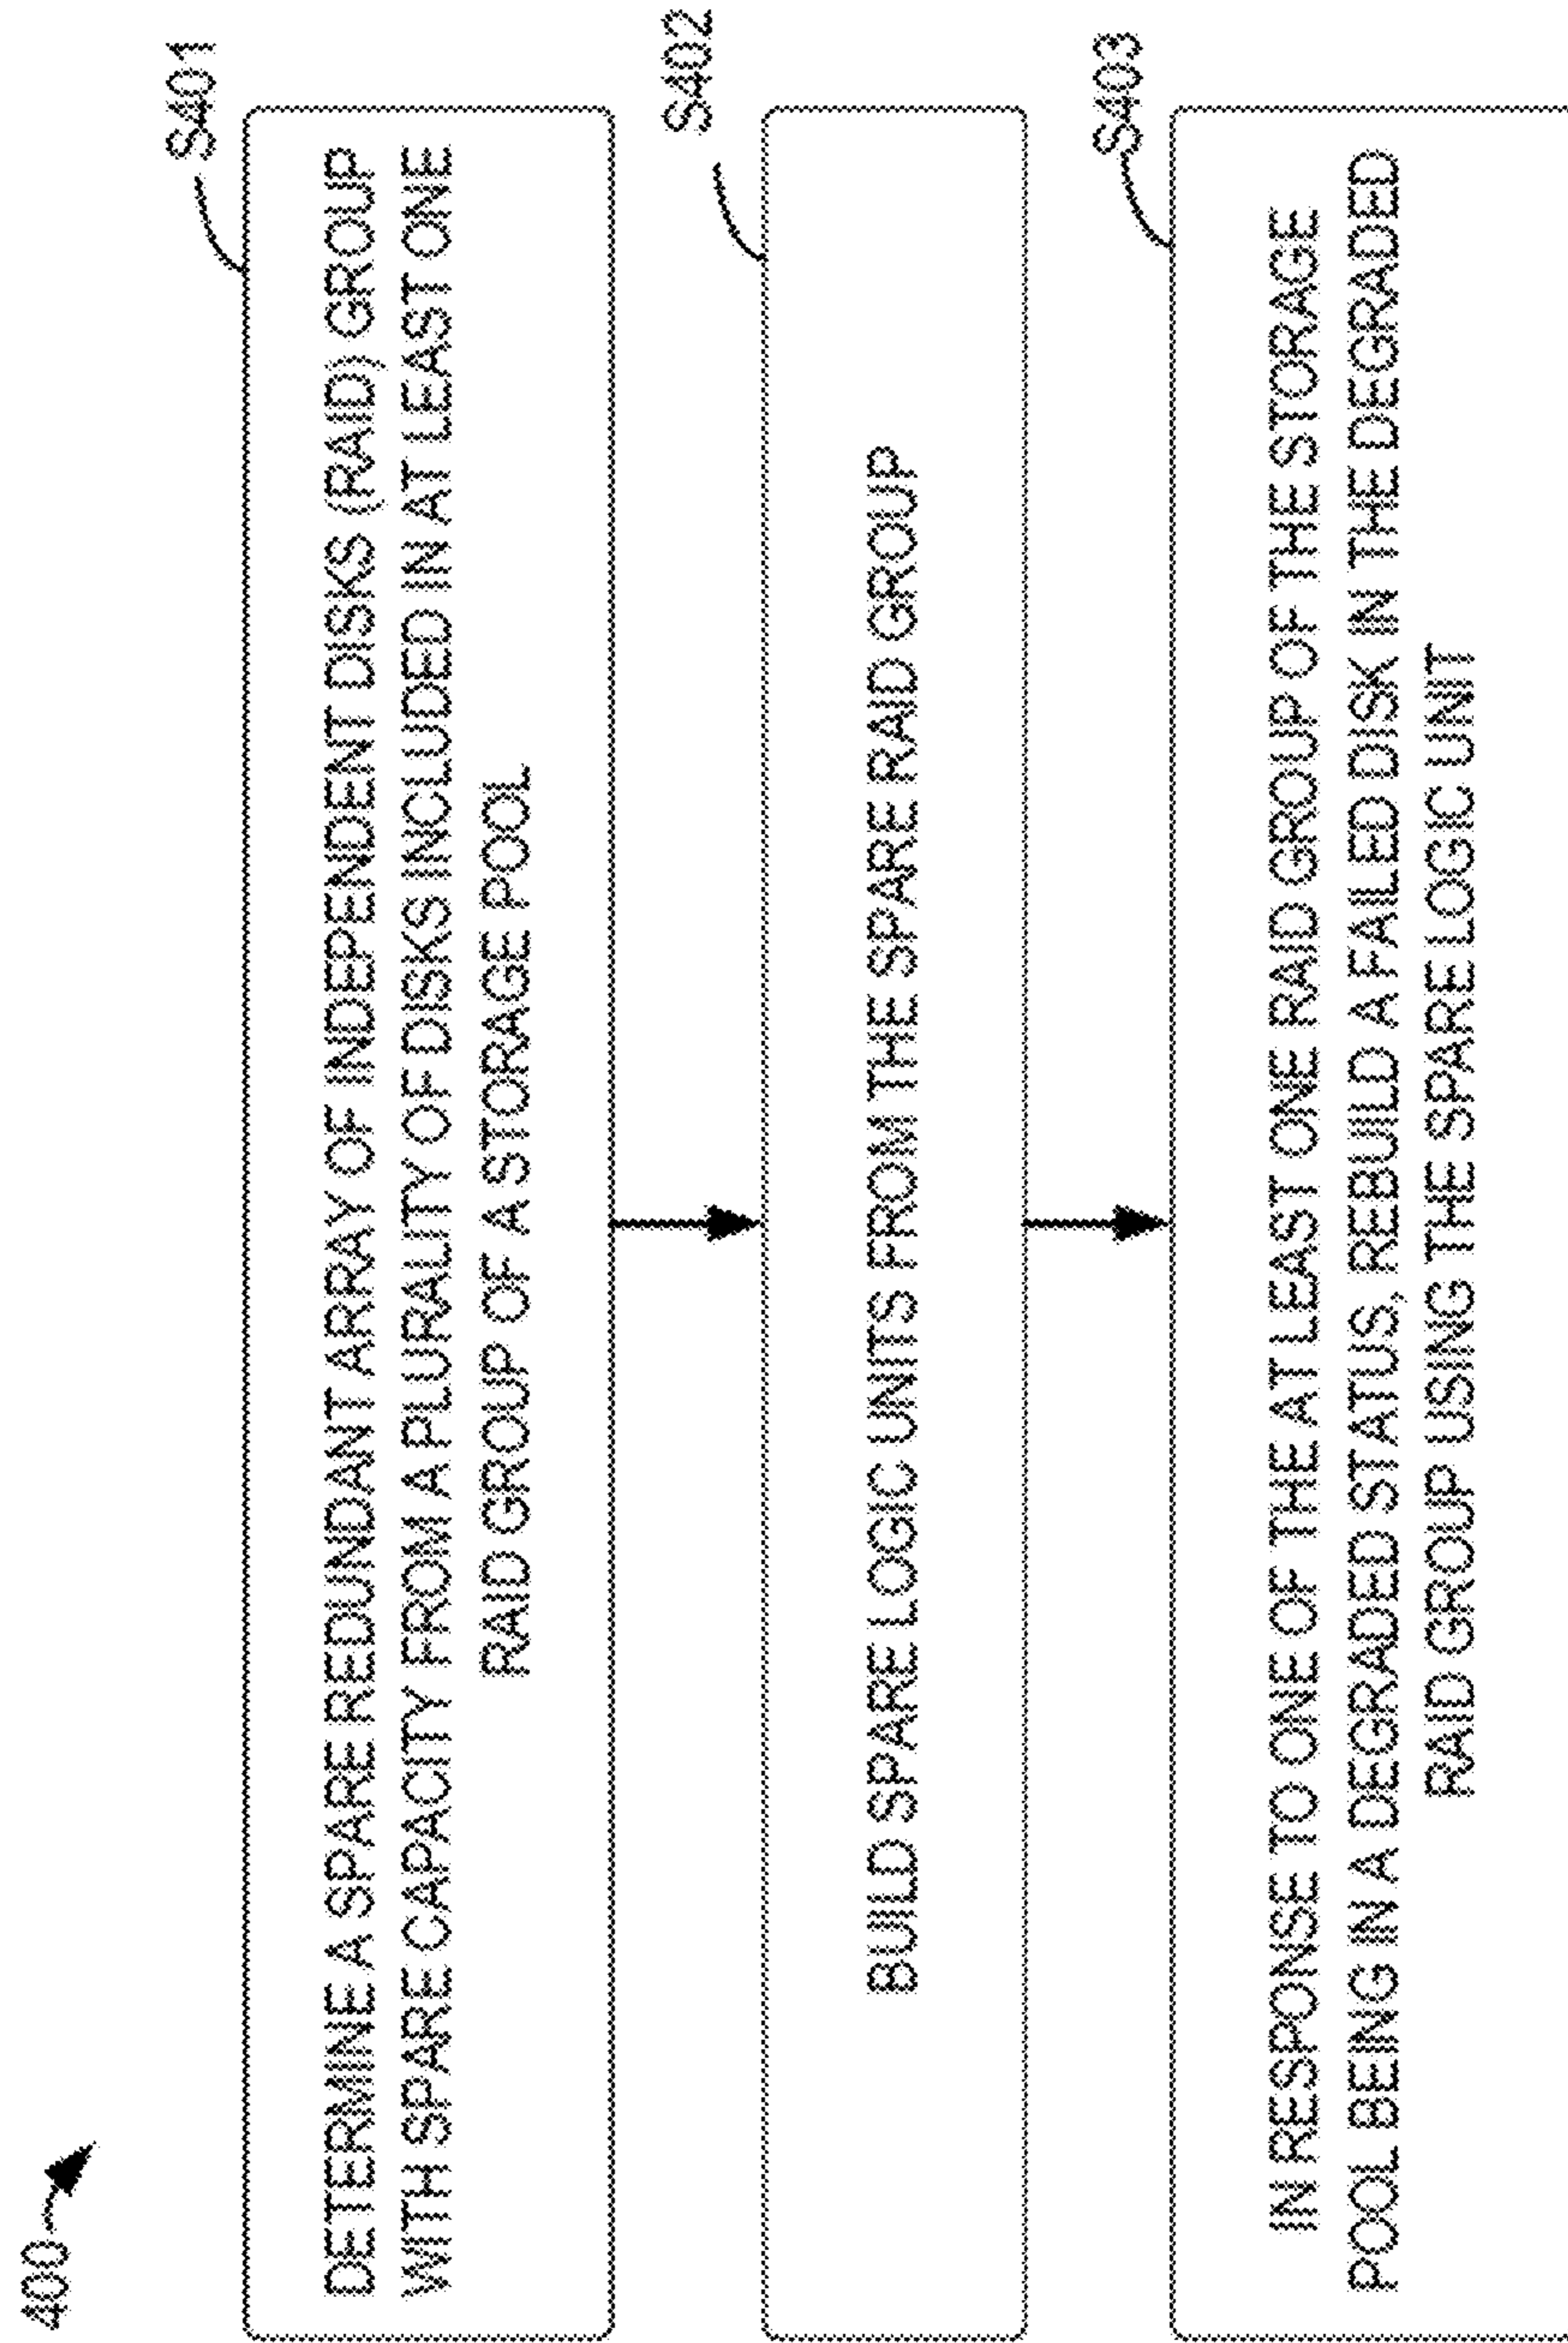 400
S401
DETERMINE A SPARE REDUNDANT ARRAY OF INDEPENDENT DISKS (RAID) GROUP
WITH SPARE CAPACITY FROM A PLURALITY OF DISKS INCLUDED IN AT LEAST ONE
RAID GROUP OF A STORAGE POOL
S402
BUILD SPARE LOGIC UNITS FROM THE SPARE RAID GROUP
S403
IN RESPONSE TO ONE OF THE AT LEAST ONE RAID GROUP OF THE STORAGE
POOL BEING IN A DEGRADED STATUS, REBUILD A FAILED DISK IN THE DEGRADED
RAID GROUP USING THE SPARE LOGIC UNIT